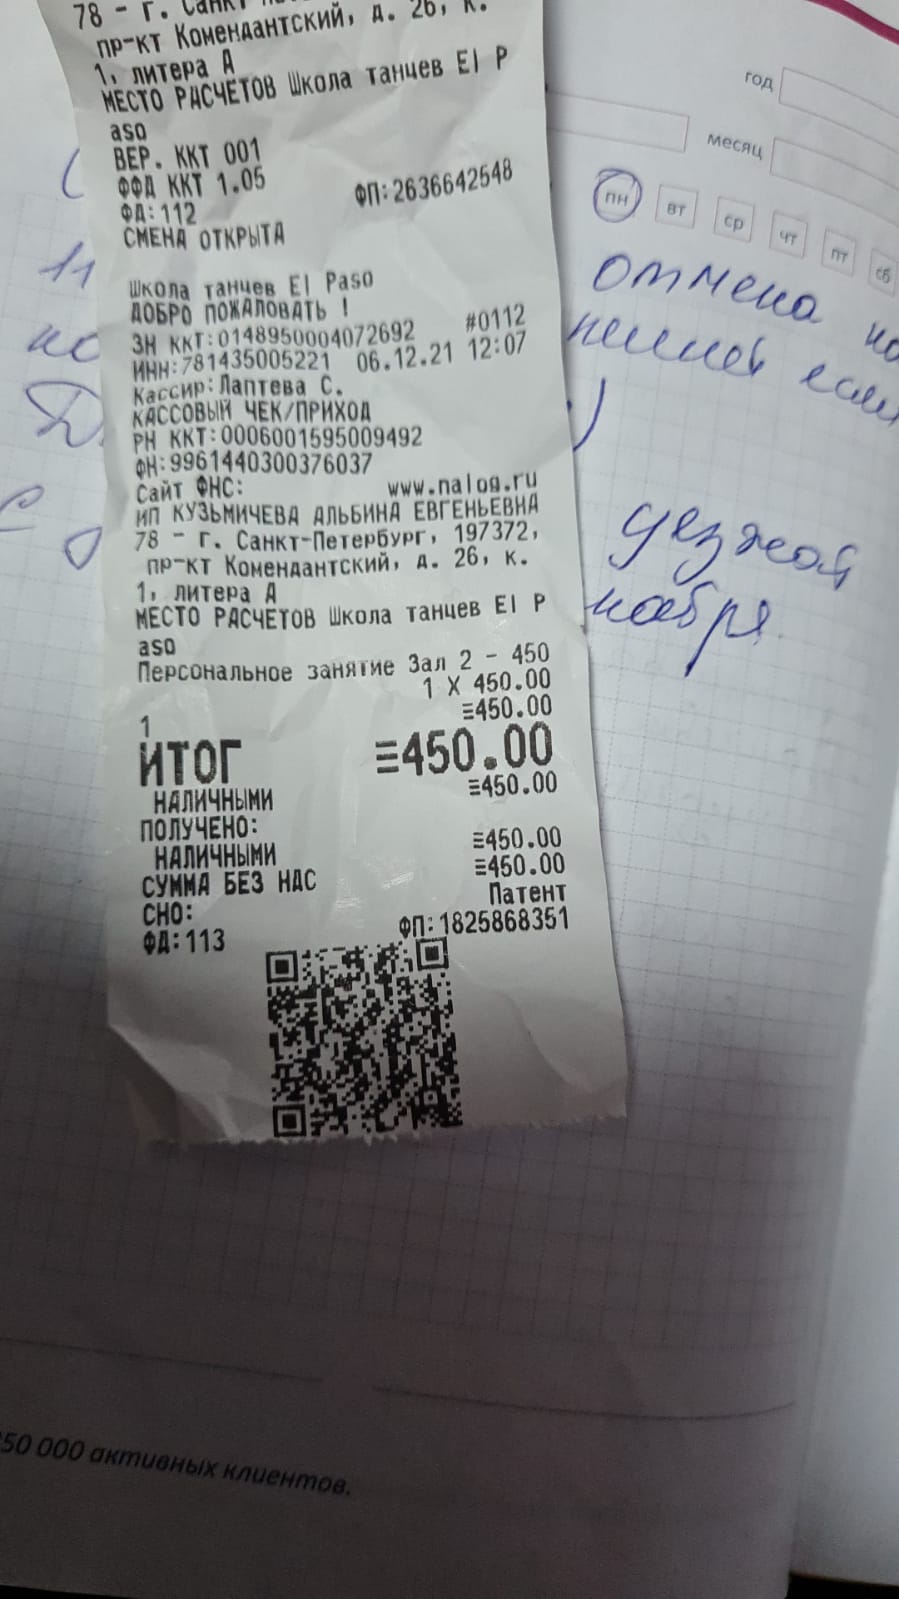 78 - г. Санкт-
пр-кт Комендантский, д. 26, к.
1, литера А
МЕСТО РАСЧЕТОВ Школа танцев El P
aso
ВЕР. ККТ 001
ФФД ККТ 1.05
ФД:112 ФП:2636642548
СМЕНА ОТКРЫТА
Школа танцев El Paso
ДОБРО ПОЖАЛОВАТЬ !
ЗН ККТ:01489500004072692 #0112
ИНН:781435005221 06.12.21 12:07
Кассир:Лаптева С.
КАССОВЫЙ ЧЕК/ПРИХОД
РН ККТ:0006001595009492
ФН:9961440300376037
Сайт ФНС: www.nalog.ru
ИП КУЗЬМИЧЕВА АЛЬБИНА ЕВГЕНЬЕВНА
78 - г. Санкт-Петербург, 197372,
пр-кт Комендантский, д. 26, к.
1, литера А
МЕСТО РАСЧЕТОВ Школа танцев El P
aso
Персональное занятие Зал 2 - 450
1 X 450.00
1 ≡450.00
ИТОГ ≡450.00
НАЛИЧНЫМИ ≡450.00
ПОЛУЧЕНО:
НАЛИЧНЫМИ ≡450.00
СУММА БЕЗ НДС ≡450.00
СНО: Патент
ФД:113 ФП:1825868351
год
месяц
пн вт ср чт пт сб
отмена
ноября
50 000 активных клиентов.